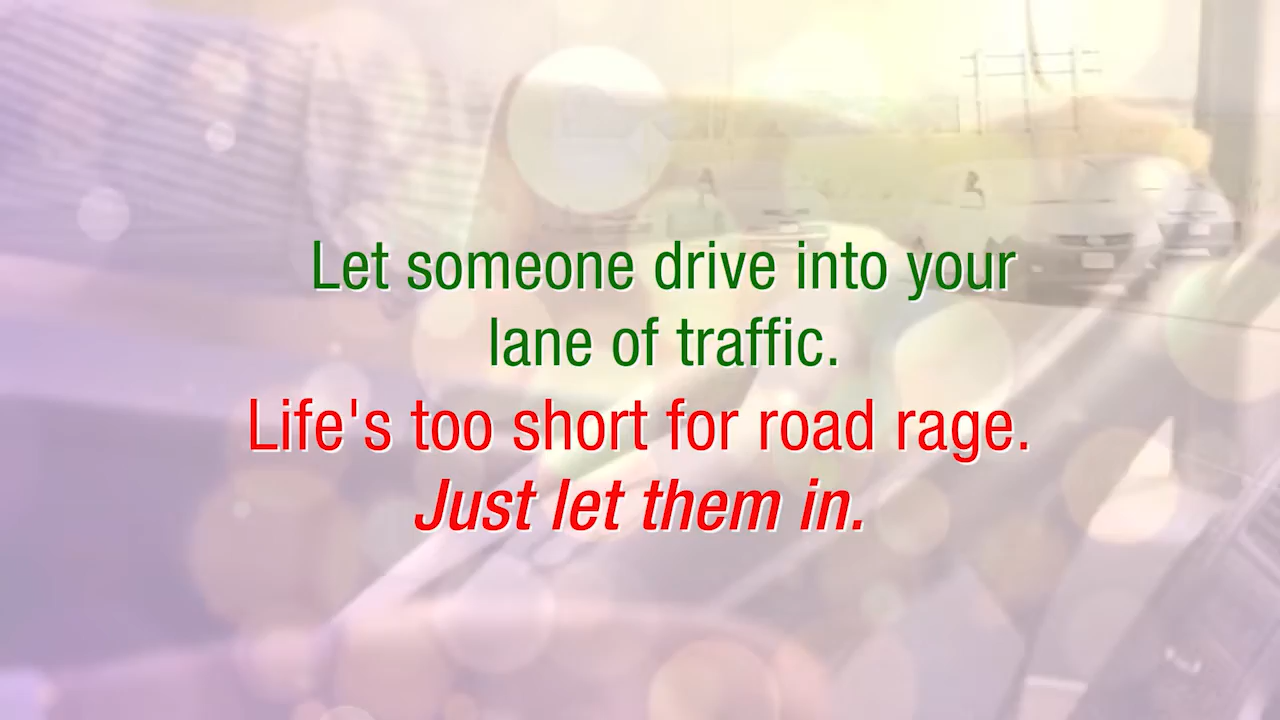 Let someone drive into your
lane of traffic.
Life's too short for road rage.
Just let them in.